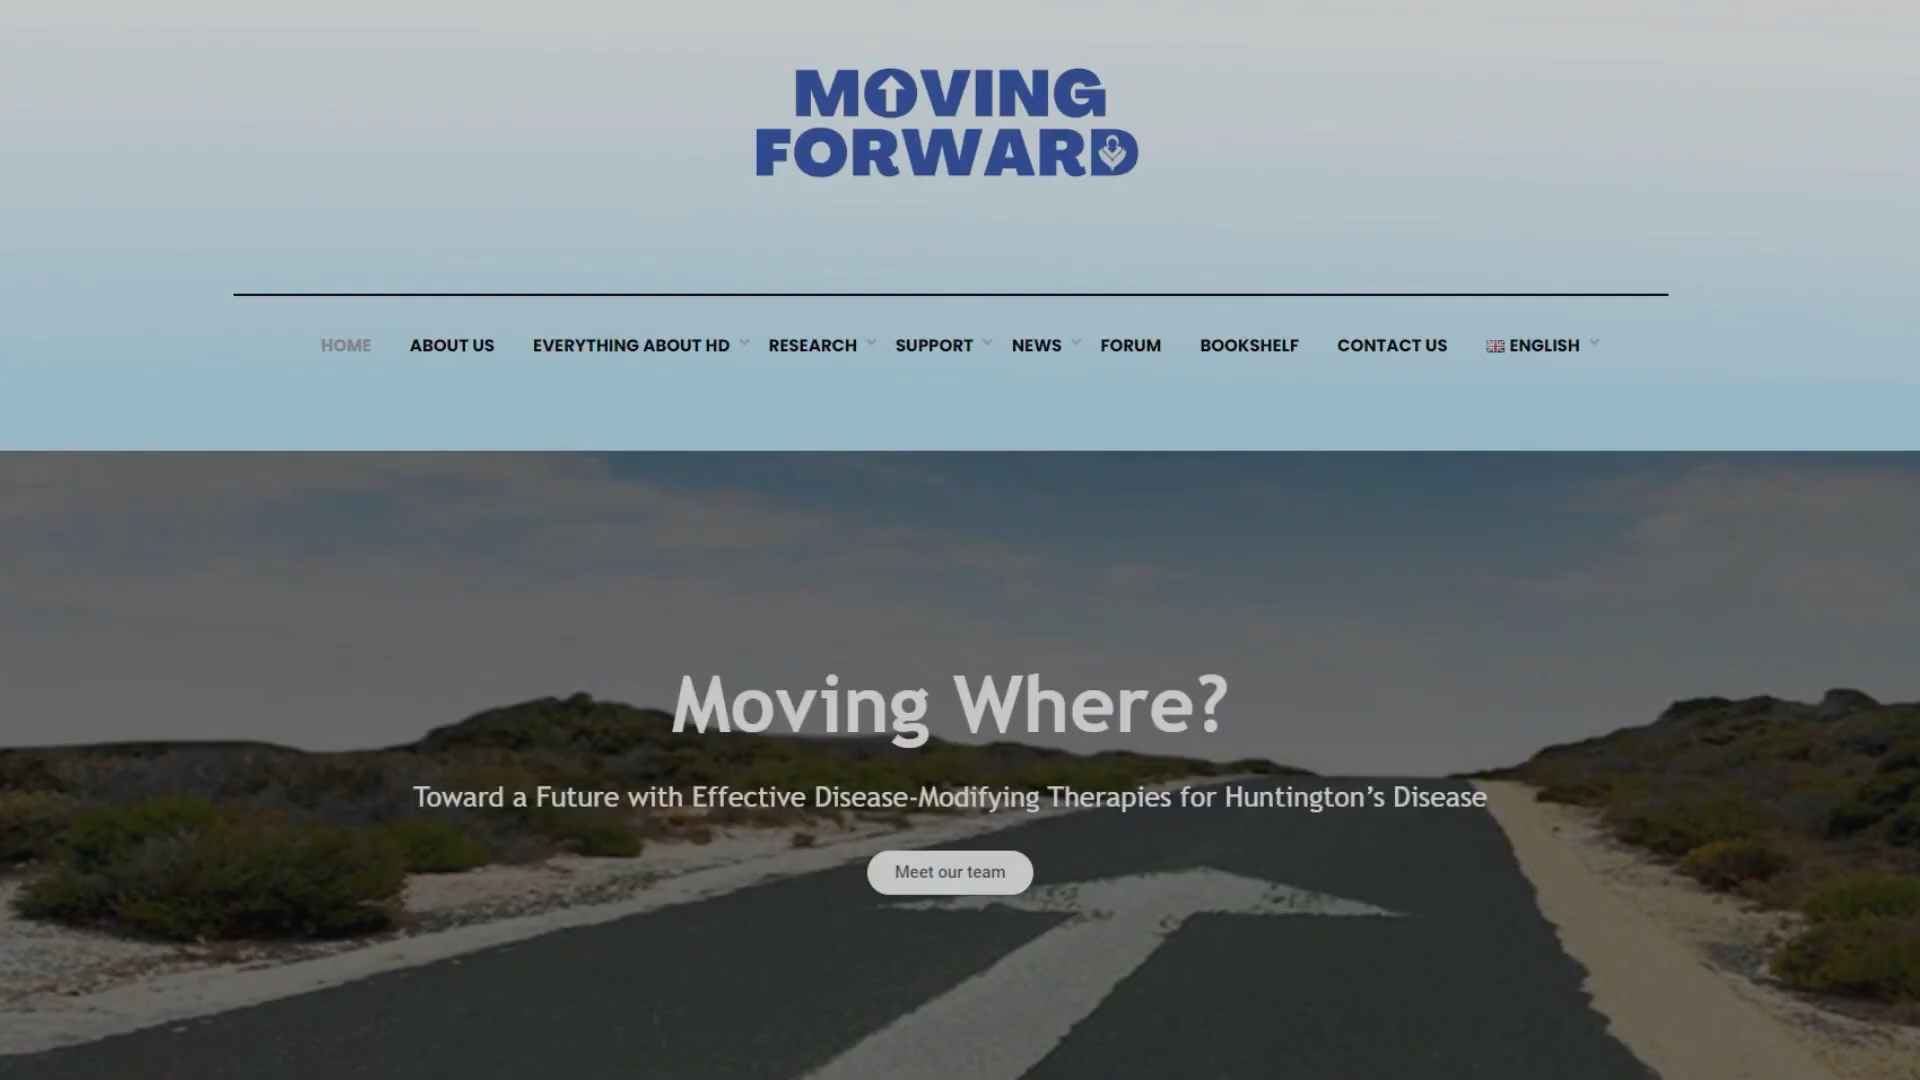 MOVING
FORWARD
HOME ABOUT US EVERYTHING ABOUT HD RESEARCH SUPPORT NEWS FORUM BOOKSHELF CONTACT US ENGLISH
Moving Where?
Toward a Future with Effective Disease-Modifying Therapies for Huntington’s Disease
Meet our team